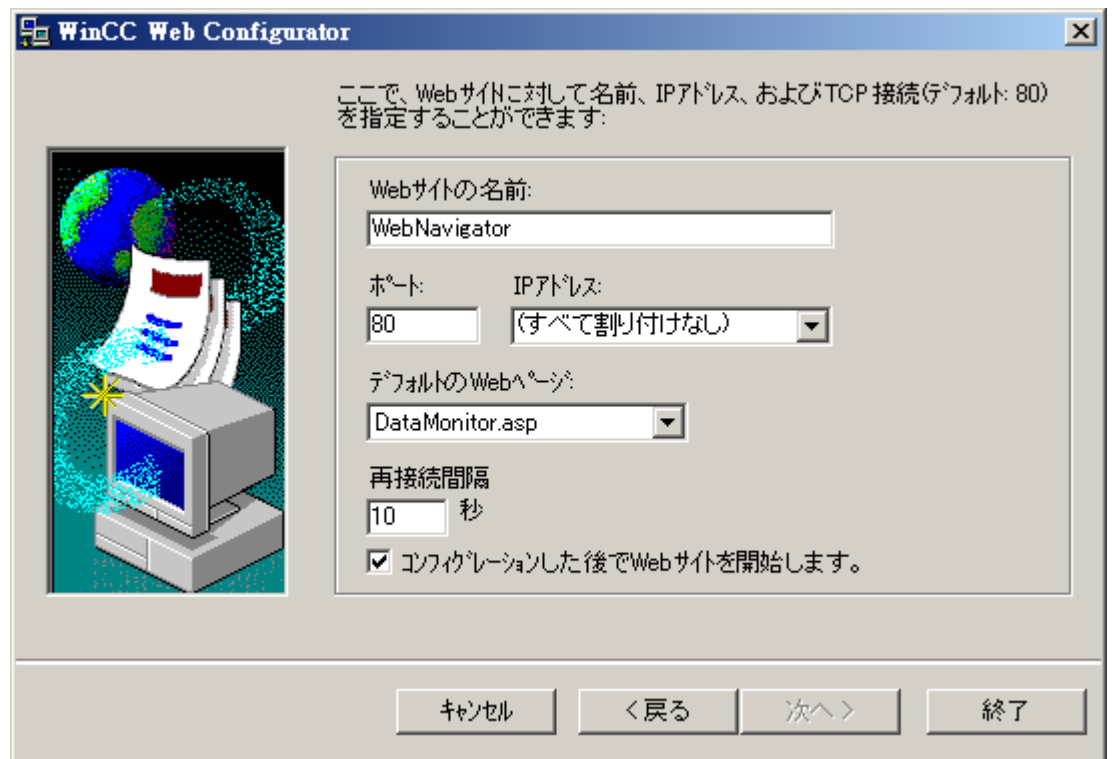 WinCC Web Configurator
ここで、Webサイトに対して名前、IPアドレス、およびTCP 接続(デフォルト: 80)
を指定することができます:
Webサイトの名前:
WebNavigator
ポート: IPアドレス:
80 (すべて割り付けなし)
デフォルトのWebページ:
DataMonitor.asp
再接続間隔
10 秒
コンフィグレーションした後でWebサイトを開始します。
キャンセル <戻る 次へ> 終了